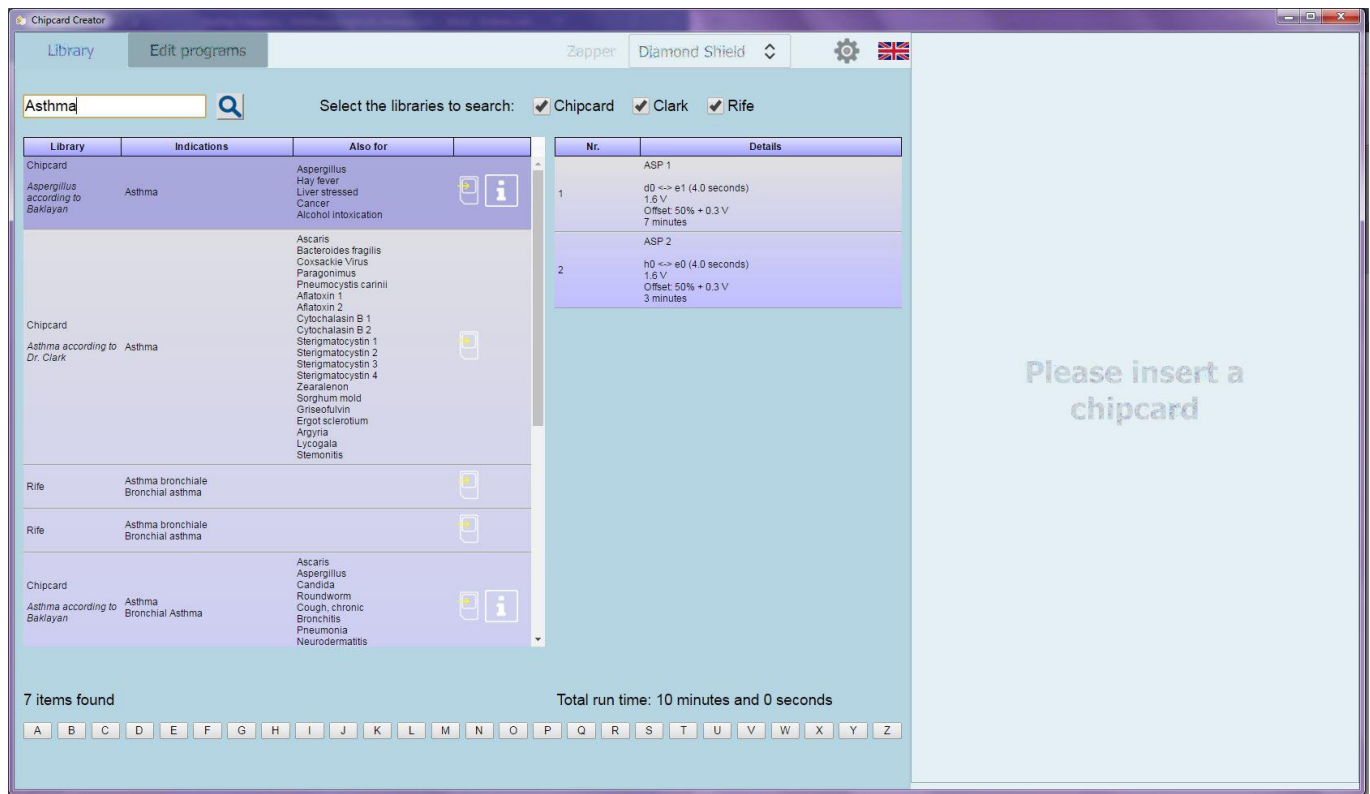 Chipcard Creator
Library
Edit programs
Zapper
Diamond Shield
Asthma
Select the libraries to search:
Chipcard
Clark
Rife
Library
Indications
Also for
Chipcard
Aspergillus
according to
Baklayan
Asthma
Aspergillus
Hay fever
Liver stressed
Cancer
Alcohol intoxication
Chipcard
Asthma according to
Dr. Clark
Asthma
Ascaris
Bacteroides fragilis
Coxsackie Virus
Paragonimus
Pneumocystis carinii
Aflatoxin 1
Aflatoxin 2
Cytochalasin B 1
Cytochalasin B 2
Sterigmatocystin 1
Sterigmatocystin 2
Sterigmatocystin 3
Sterigmatocystin 4
Zearalenon
Sorghum mold
Griseofulvin
Ergot sclerotium
Argyria
Lycogala
Stemonitis
Rife
Asthma bronchiale
Bronchial asthma
Rife
Asthma bronchiale
Bronchial asthma
Chipcard
Asthma according to
Baklayan
Asthma
Bronchial Asthma
Ascaris
Aspergillus
Candida
Roundworm
Cough, chronic
Bronchitis
Pneumonia
Neurodermatitis
Nr.
Details
1
ASP 1
d0 <-> e1 (4.0 seconds)
1.6 V
Offset: 50% + 0.3 V
7 minutes
2
ASP 2
h0 <-> e0 (4.0 seconds)
1.6 V
Offset: 50% + 0.3 V
3 minutes
Please insert a
chipcard
7 items found
Total run time: 10 minutes and 0 seconds
A B C D E F G H I J K L M N O P Q R S T U V W X Y Z